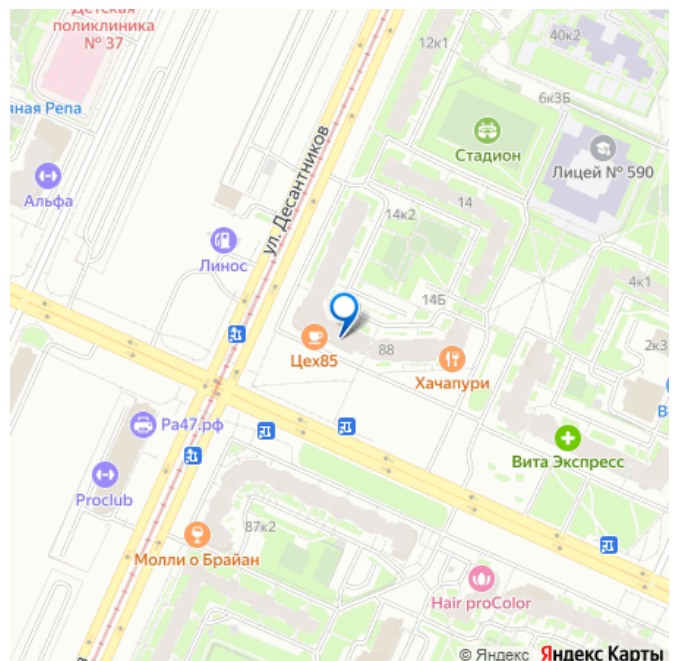 Детская
поликлиника
№ 37
12к1
40к2
6к3Б
яная Репа
Стадион
Лицей № 590
Альфа
ул. Десантников
14
14к2
Линос
4к1
14Б
88
2к3
Цех85
Хачапури
В
Ра47.рф
Вита Экспресс
Proclub
87к2
Молли о Брайан
Hair proColor
© Яндекс Яндекс Карты